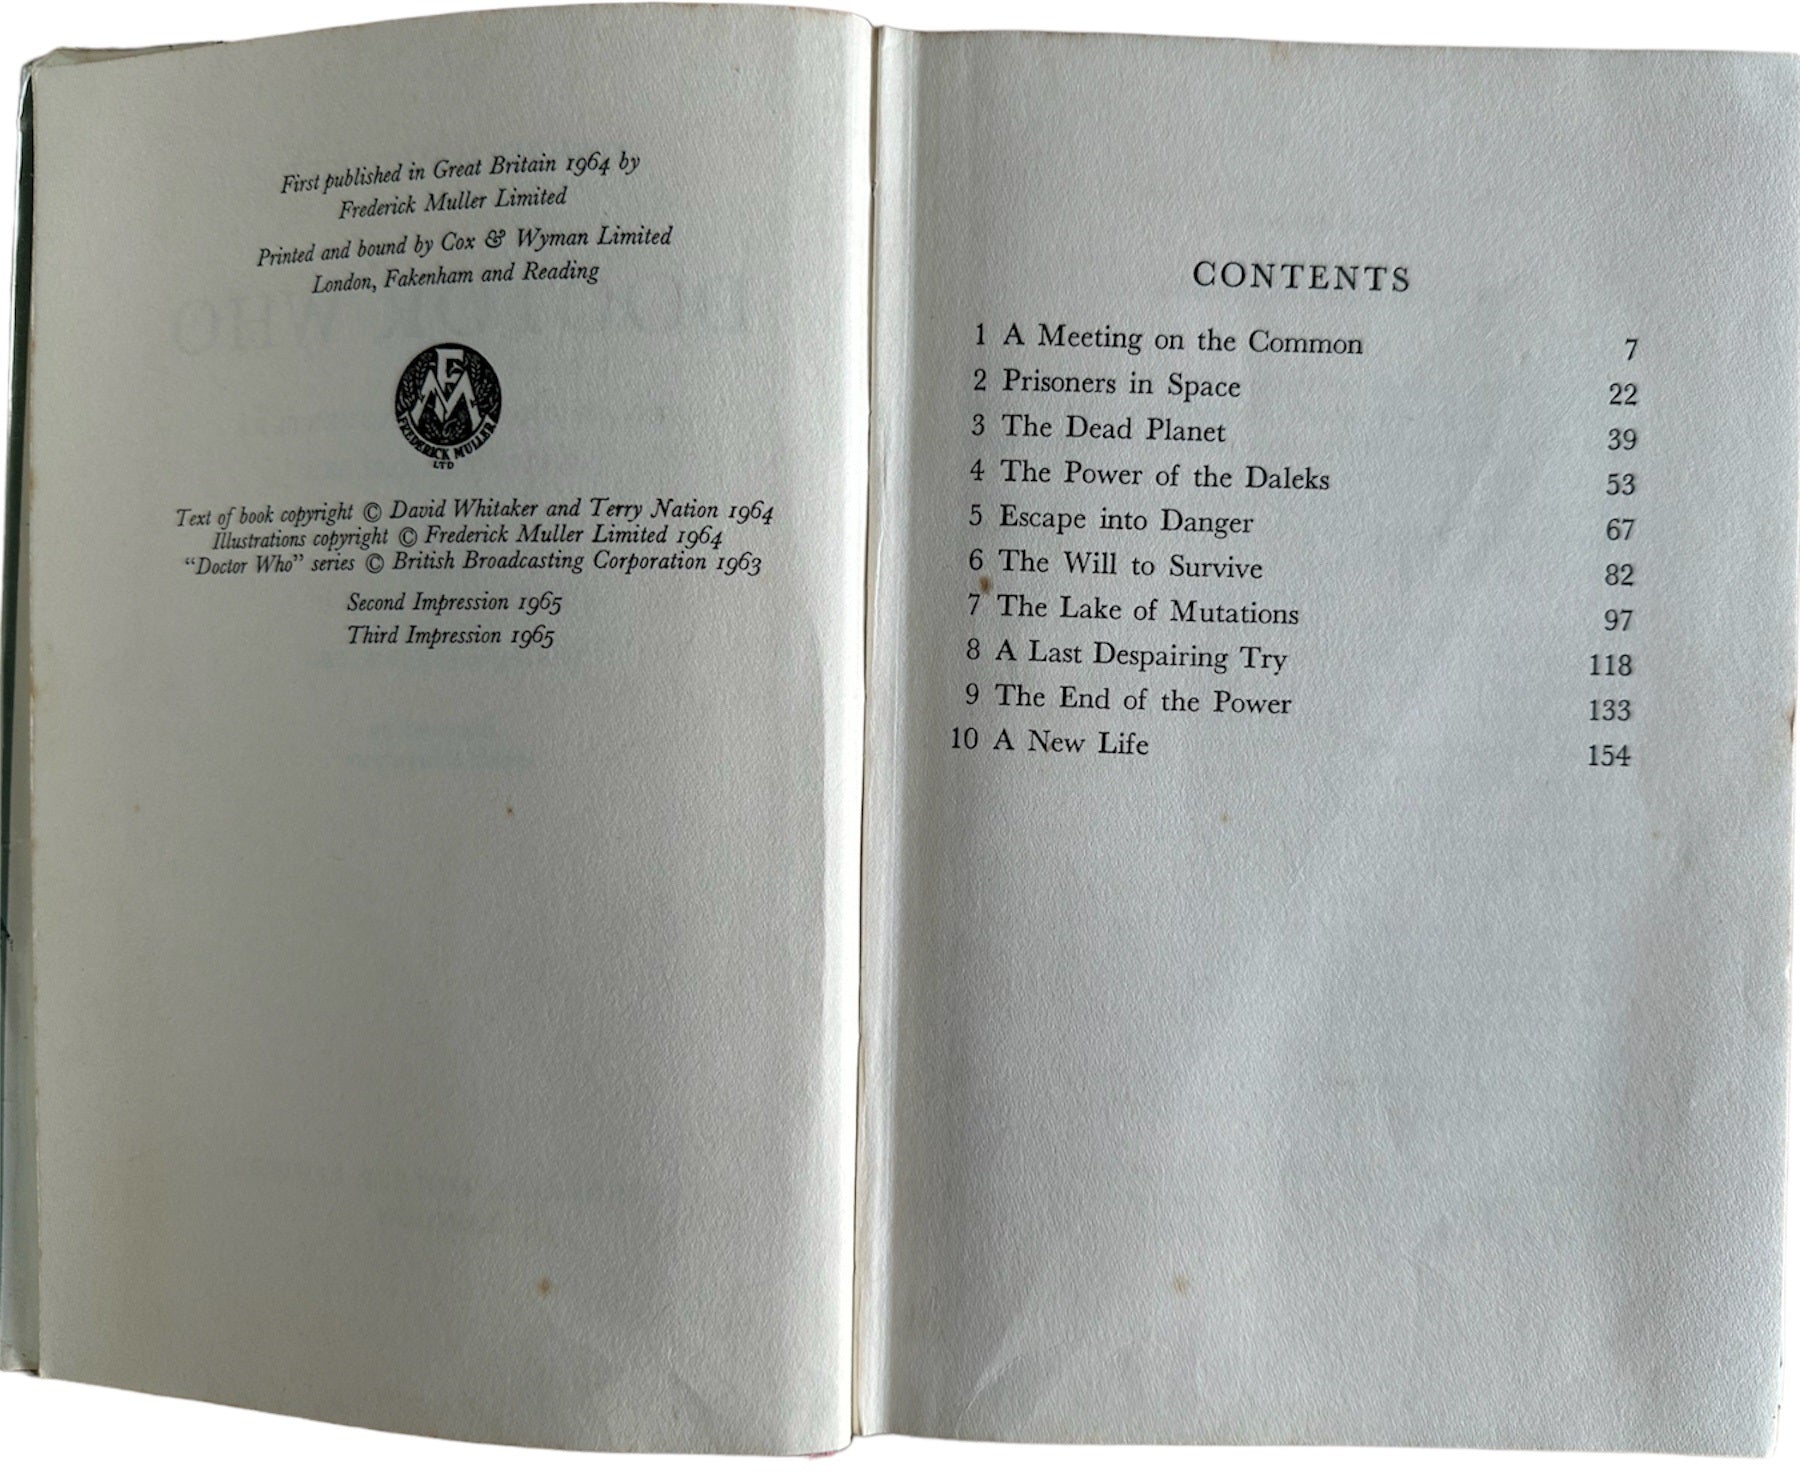 First published in Great Britain 1964 by
Frederick Muller Limited
Printed and bound by Cox & Wyman Limited
London, Fakenham and Reading
FM
FREDERICK MULLER
LTD
Text of book copyright © David Whitaker and Terry Nation 1964
Illustrations copyright © Frederick Muller Limited 1964
“Doctor Who” series © British Broadcasting Corporation 1963
Second Impression 1965
Third Impression 1965
CONTENTS
1 A Meeting on the Common 7
2 Prisoners in Space 22
3 The Dead Planet 39
4 The Power of the Daleks 53
5 Escape into Danger 67
6 The Will to Survive 82
7 The Lake of Mutations 97
8 A Last Despairing Try 118
9 The End of the Power 133
10 A New Life 154